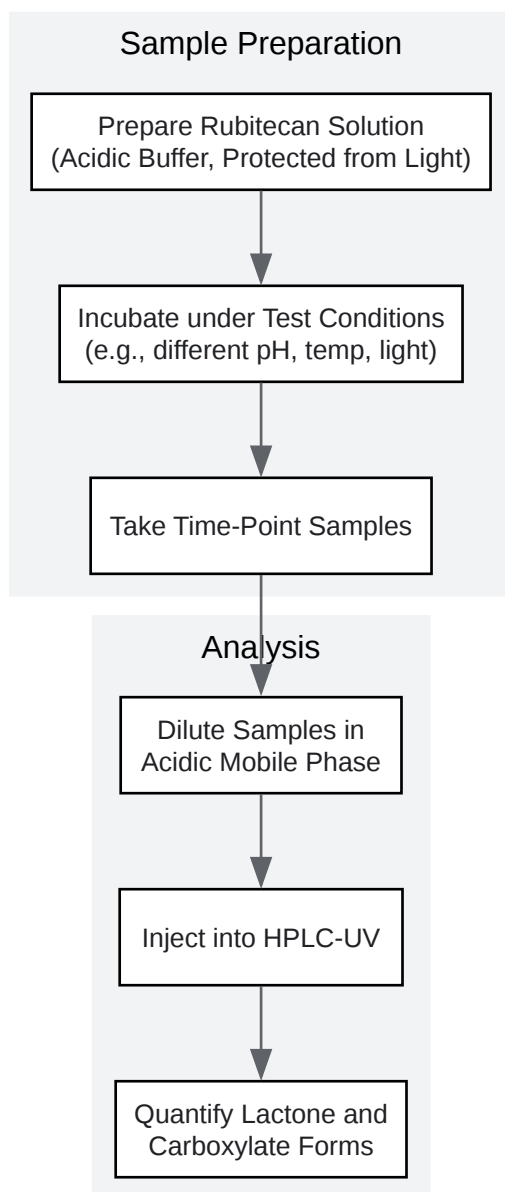 Sample Preparation
Prepare Rubitecan Solution
(Acidic Buffer, Protected from Light)
Incubate under Test Conditions
(e.g., different pH, temp, light)
Take Time-Point Samples
Analysis
Dilute Samples in
Acidic Mobile Phase
Inject into HPLC-UV
Quantify Lactone and
Carboxylate Forms